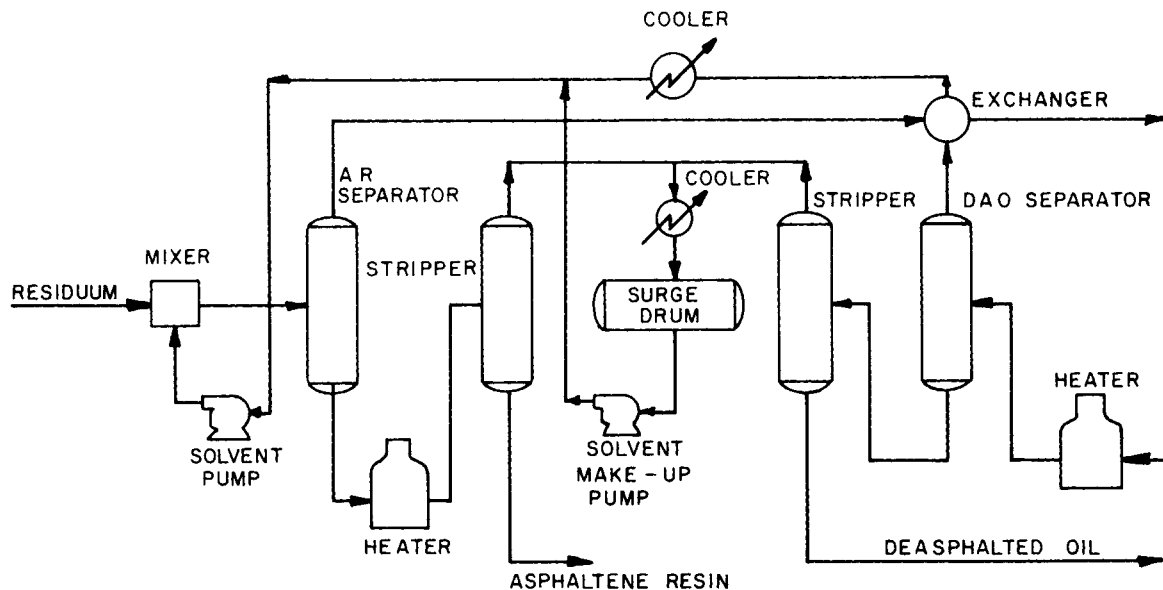 COOLER
EXCHANGER
AR
SEPARATOR
COOLER
STRIPPER
DAO SEPARATOR
MIXER
STRIPPER
RESIDUUM
SURGE
DRUM
HEATER
SOLVENT
PUMP
SOLVENT
MAKE-UP
PUMP
HEATER
DEASPHALTED OIL
ASPHALTENE RESIN